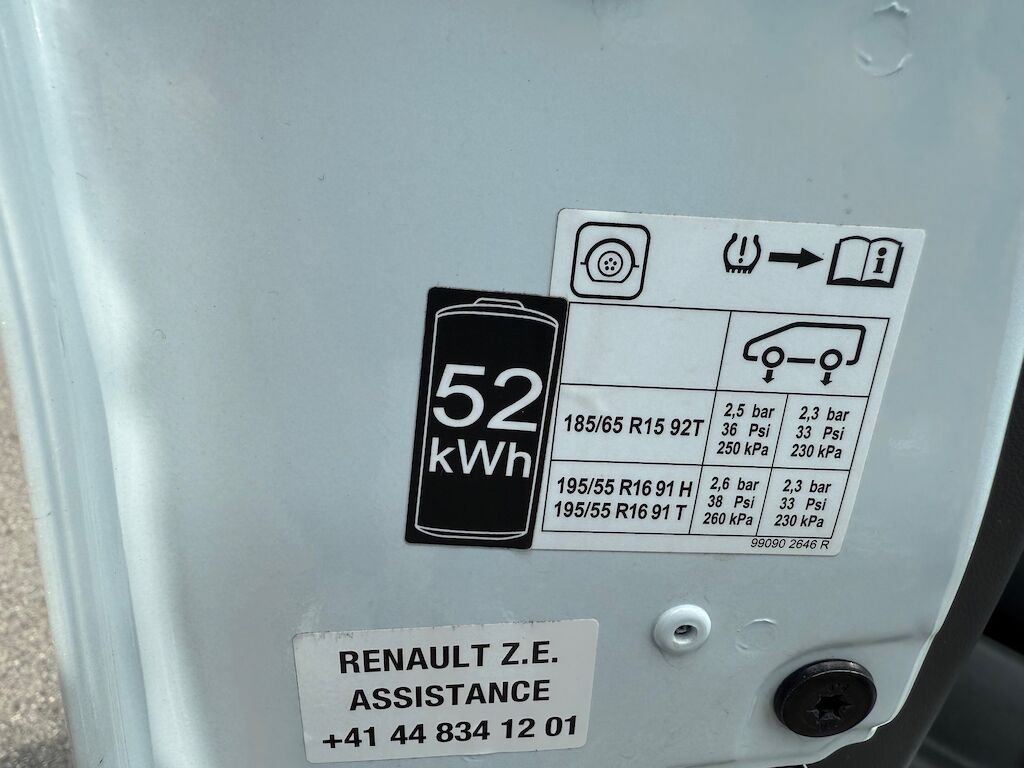 52
kWh
185/65 R15 92T
2,5 bar
36 Psi
250 kPa
2,3 bar
33 Psi
230 kPa
195/55 R16 91 H
195/55 R16 91 T
2,6 bar
38 Psi
260 kPa
2,3 bar
33 Psi
230 kPa
99090 2646 R
RENAULT Z.E.
ASSISTANCE
+41 44 834 12 01